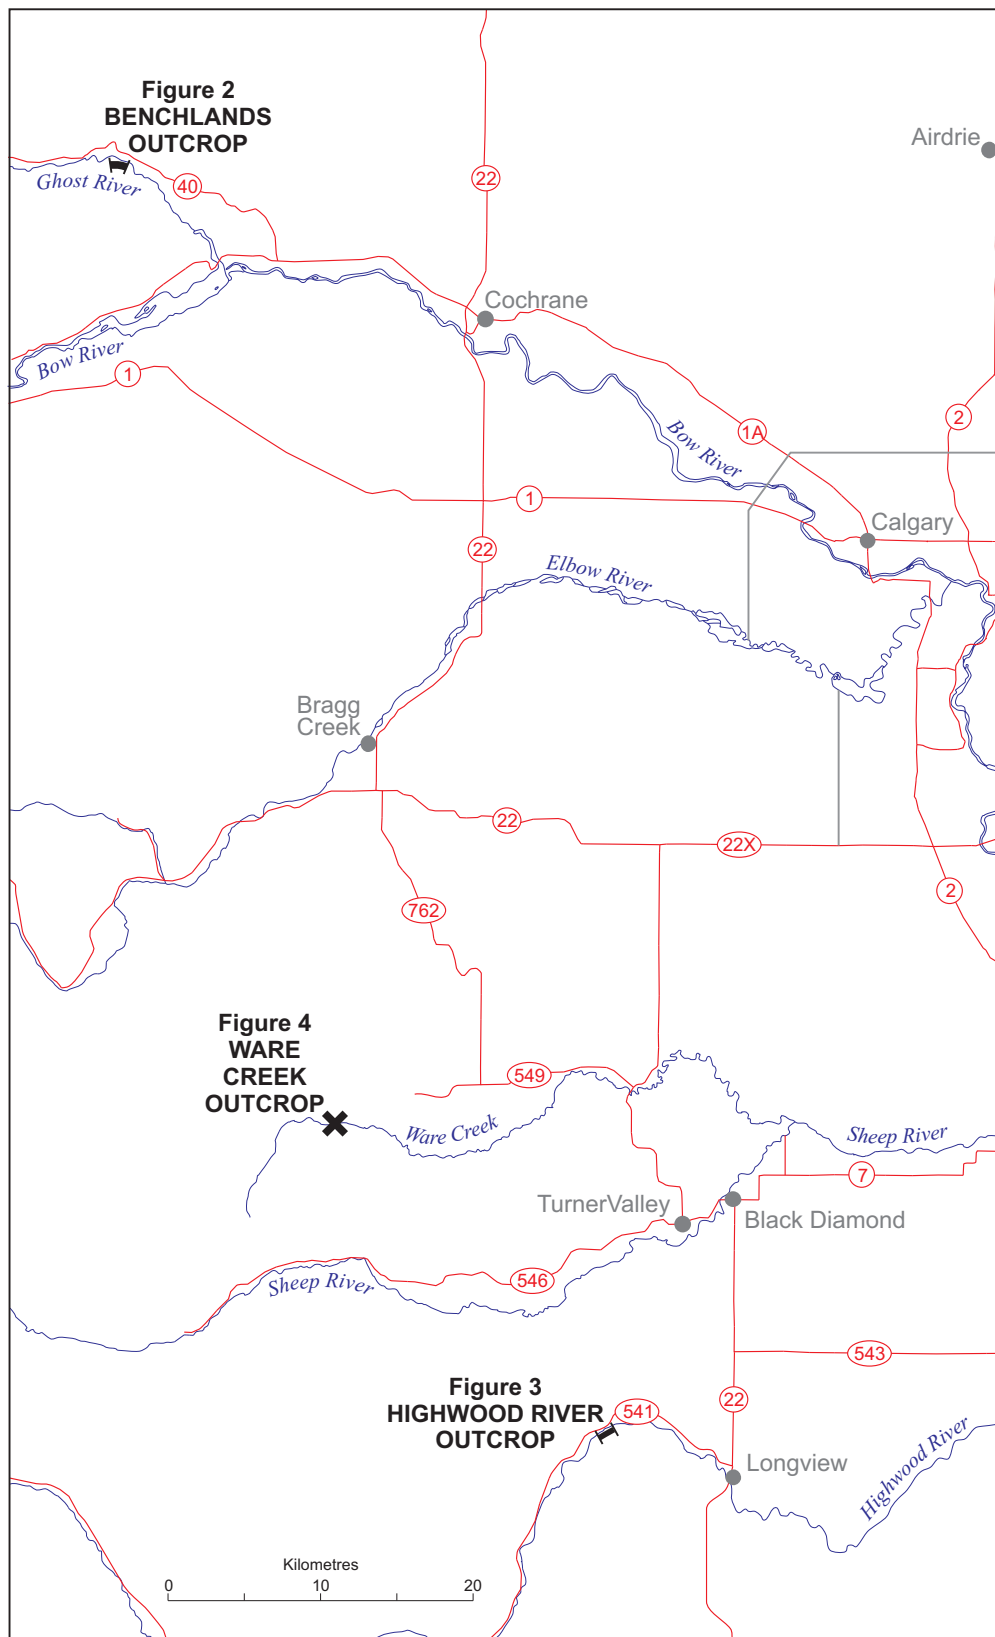 Figure 2
BENCHLANDS
OUTCROP
Airdrie
Ghost River
40
22
Cochrane
Bow River
1
1A
2
Bow River
1
Calgary
22
Elbow River
Bragg
Creek
22
22X
2
762
Figure 4
WARE
CREEK
OUTCROP
549
Ware Creek
Sheep River
7
TurnerValley
Black Diamond
546
Sheep River
543
Figure 3
HIGHWOOD RIVER
OUTCROP
541
22
Longview
Highwood River
Kilometres
0
10
20